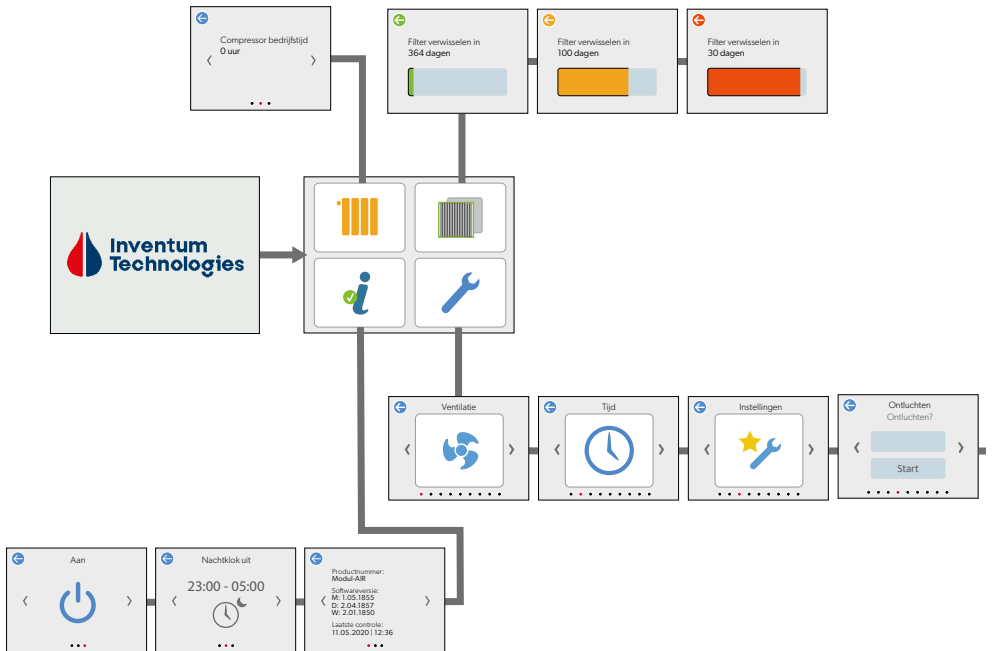 Compressor bedrijfstijd
0 uur
Filter verwisselen in
364 dagen
Filter verwisselen in
100 dagen
Filter verwisselen in
30 dagen
Inventum
Technologies
i
Ventilatie
Tijd
Instellingen
Ontluchten
Ontluchten?
Start
Aan
Nachtklok uit
23:00 - 05:00
Productnummer:
Modul-AIR
Softwareversie:
M: 1.05.1855
D: 2.04.1857
W: 2.01.1850
Laatste controle:
11.05.2020 | 12:36